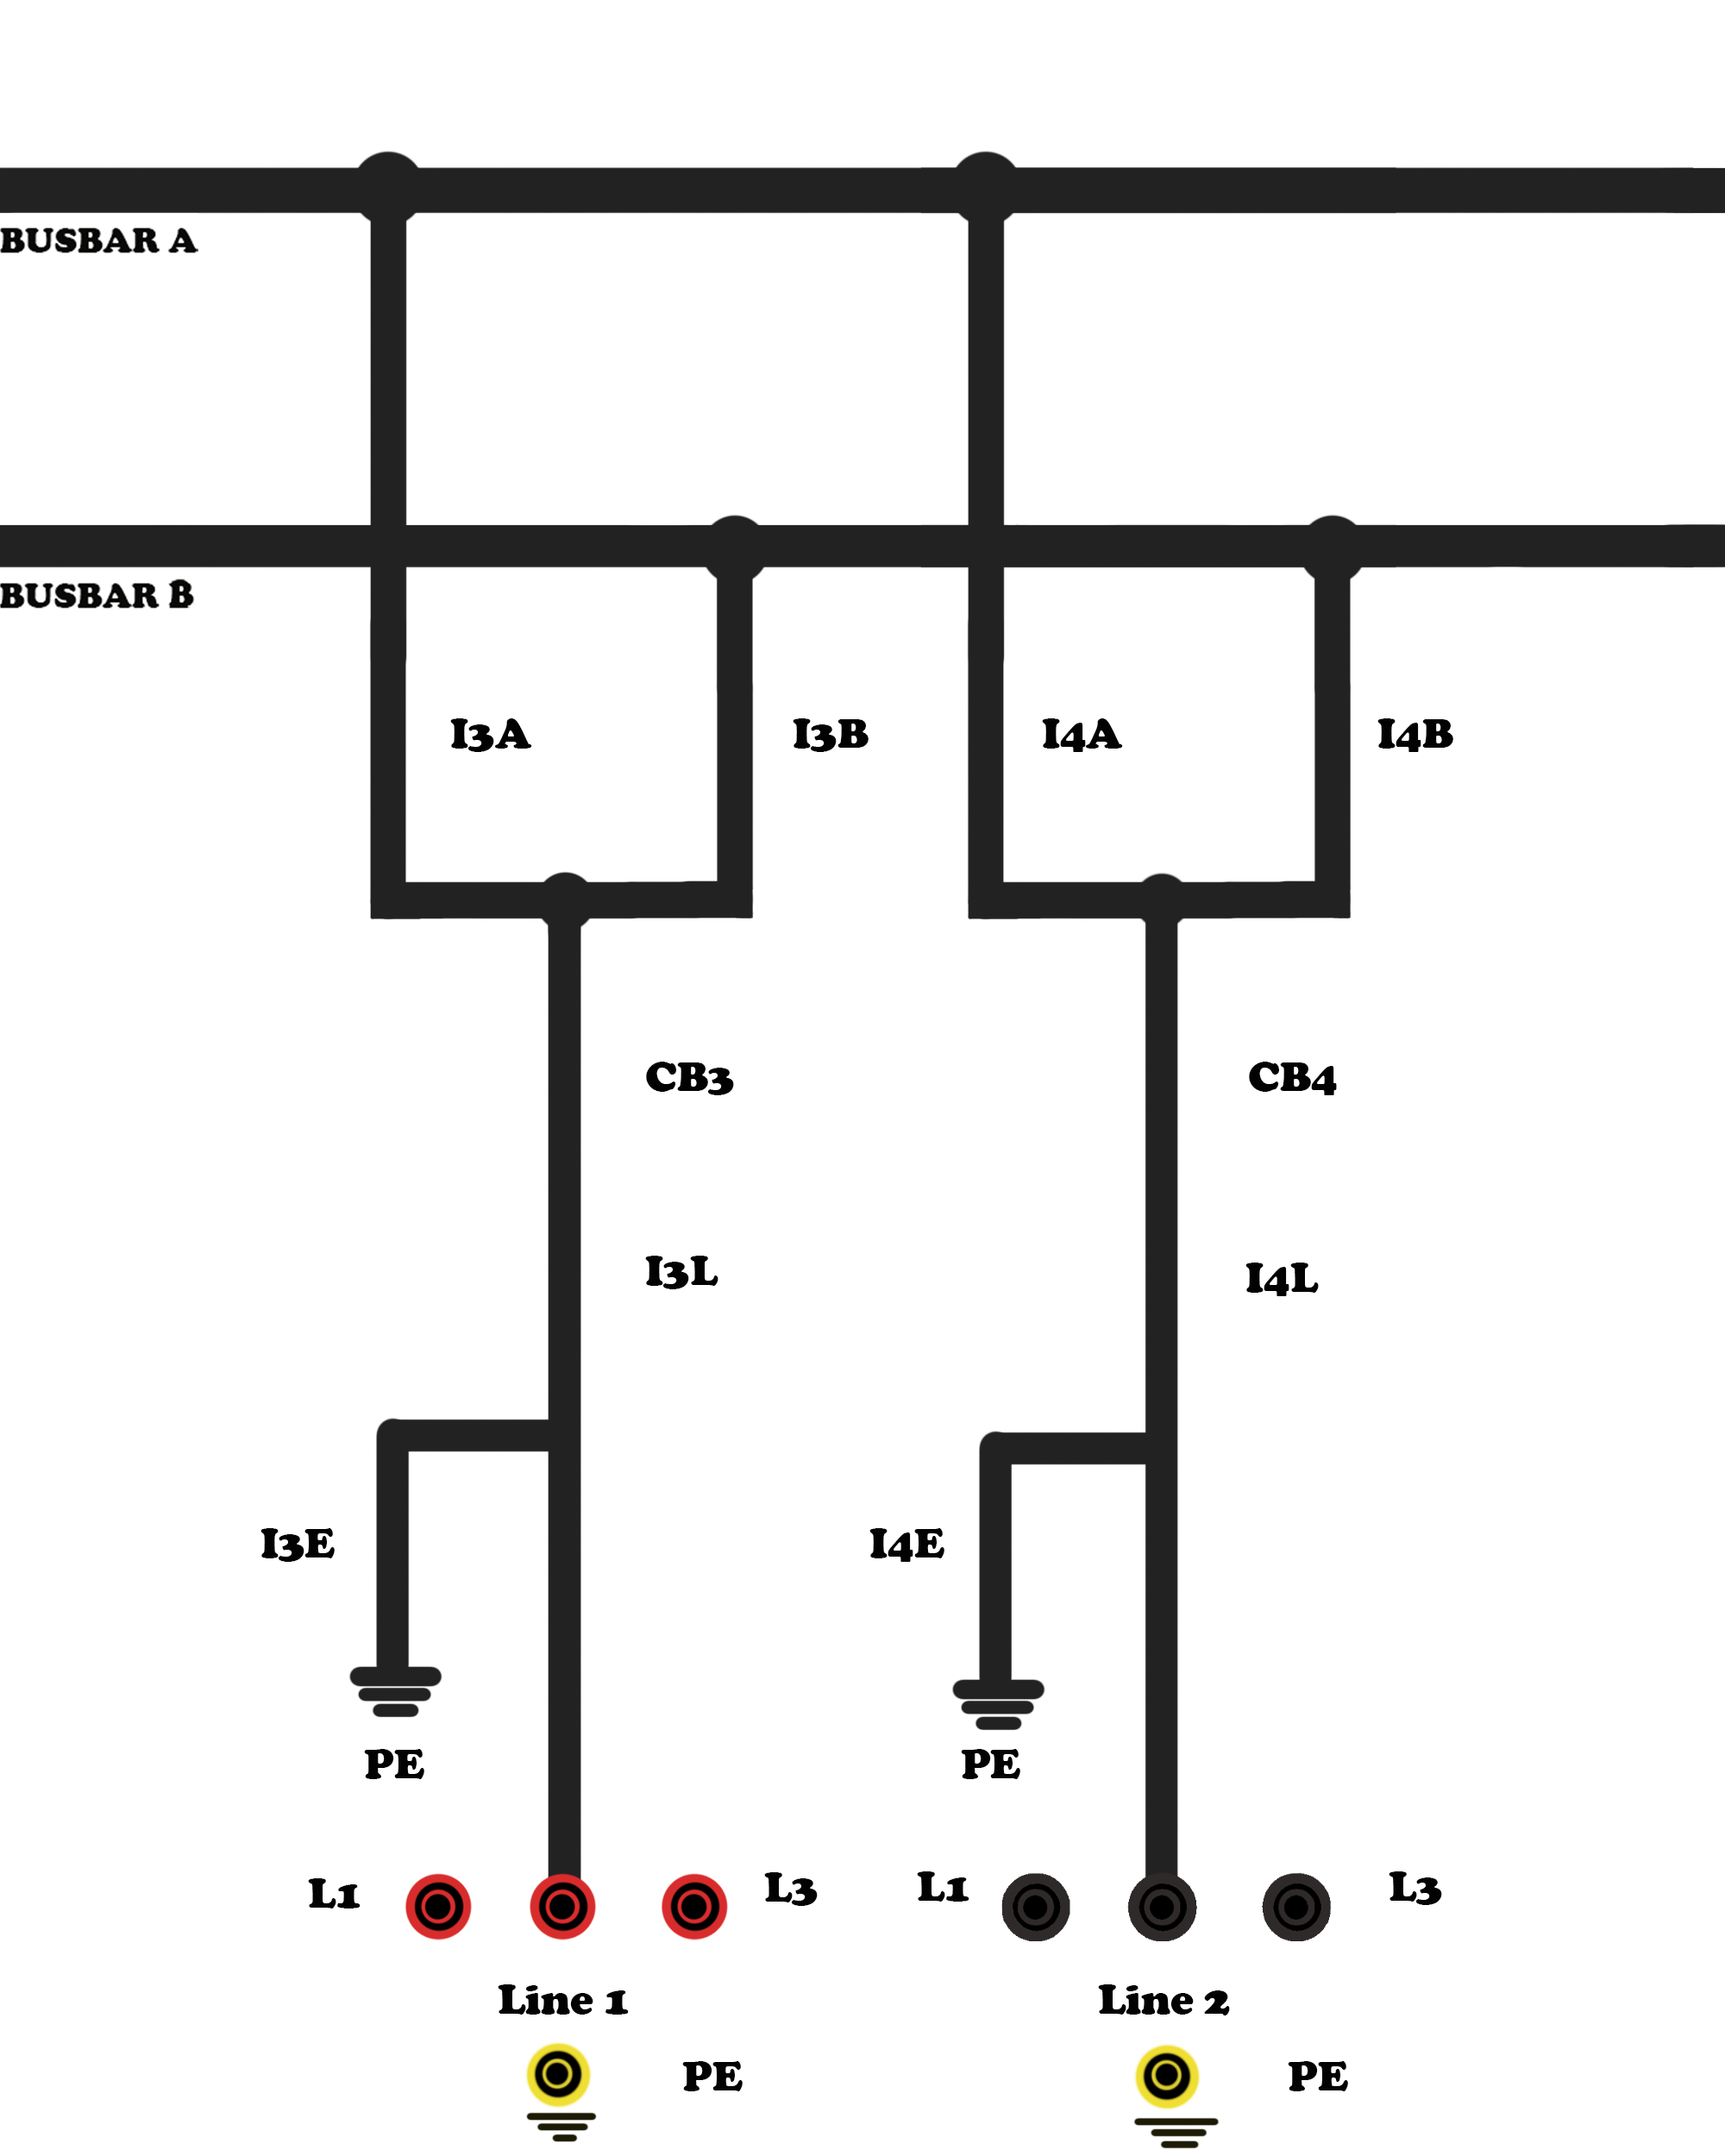 BUSBAR A
BUSBAR B
I3A
I3B
I4A
I4B
CB3
CB4
I3L
I4L
I3E
I4E
PE
PE
L1
L3
L1
L3
Line 1
Line 2
PE
PE